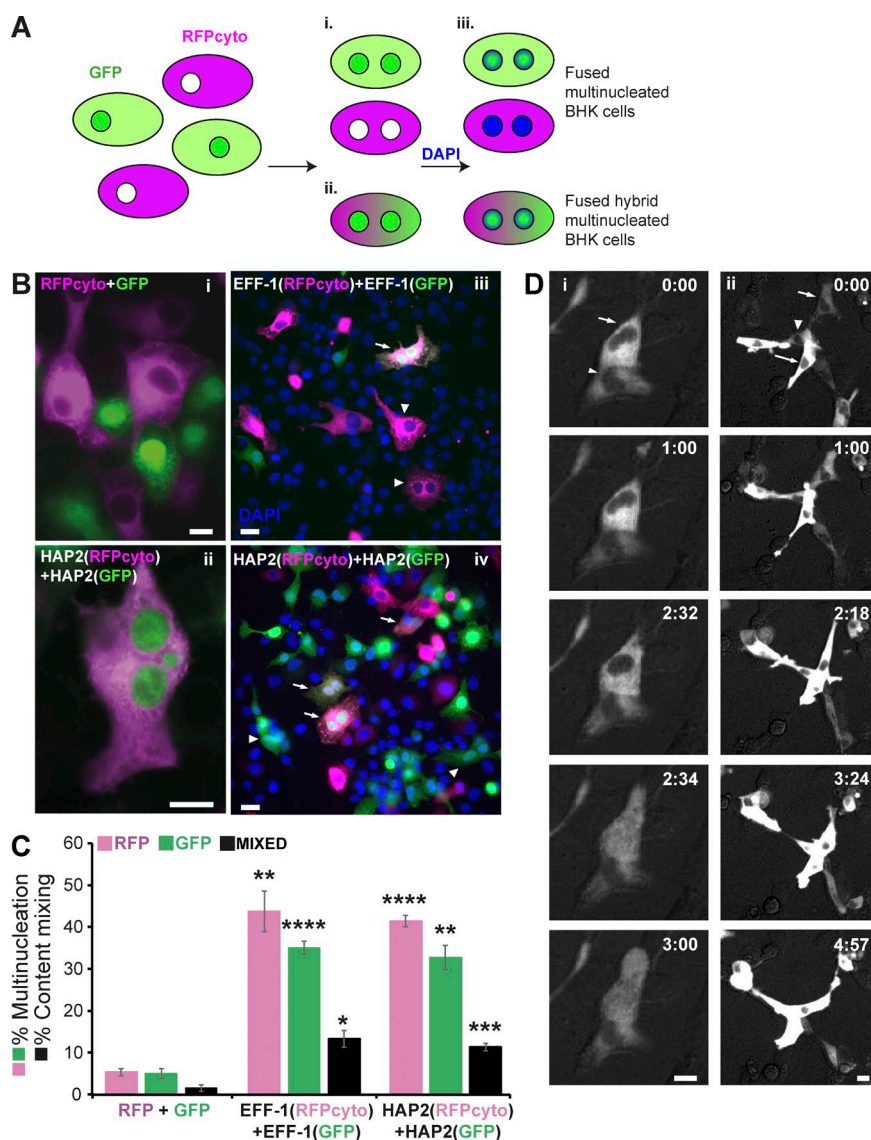 A
GFP
RFPcyto
i.
iii.
DAPI
ii.
Fused
multinucleated
BHK cells
Fused hybrid
multinucleated
BHK cells
B
RFPcyto+GFP
i
EFF-1(RFPcyto)+EFF-1(GFP)
iii
DAPI
HAP2(RFPcyto)
+HAP2(GFP)
ii
HAP2(RFPcyto)+HAP2(GFP)
iv
C
% Multinucleation
% Content mixing
RFP GFP MIXED
60
50
40
30
20
10
0
**
****
*
****
**
***
RFP + GFP
EFF-1(RFPcyto)
+EFF-1(GFP)
HAP2(RFPcyto)
+HAP2(GFP)
D
i
0:00
1:00
2:32
2:34
3:00
ii
0:00
1:00
2:18
3:24
4:57